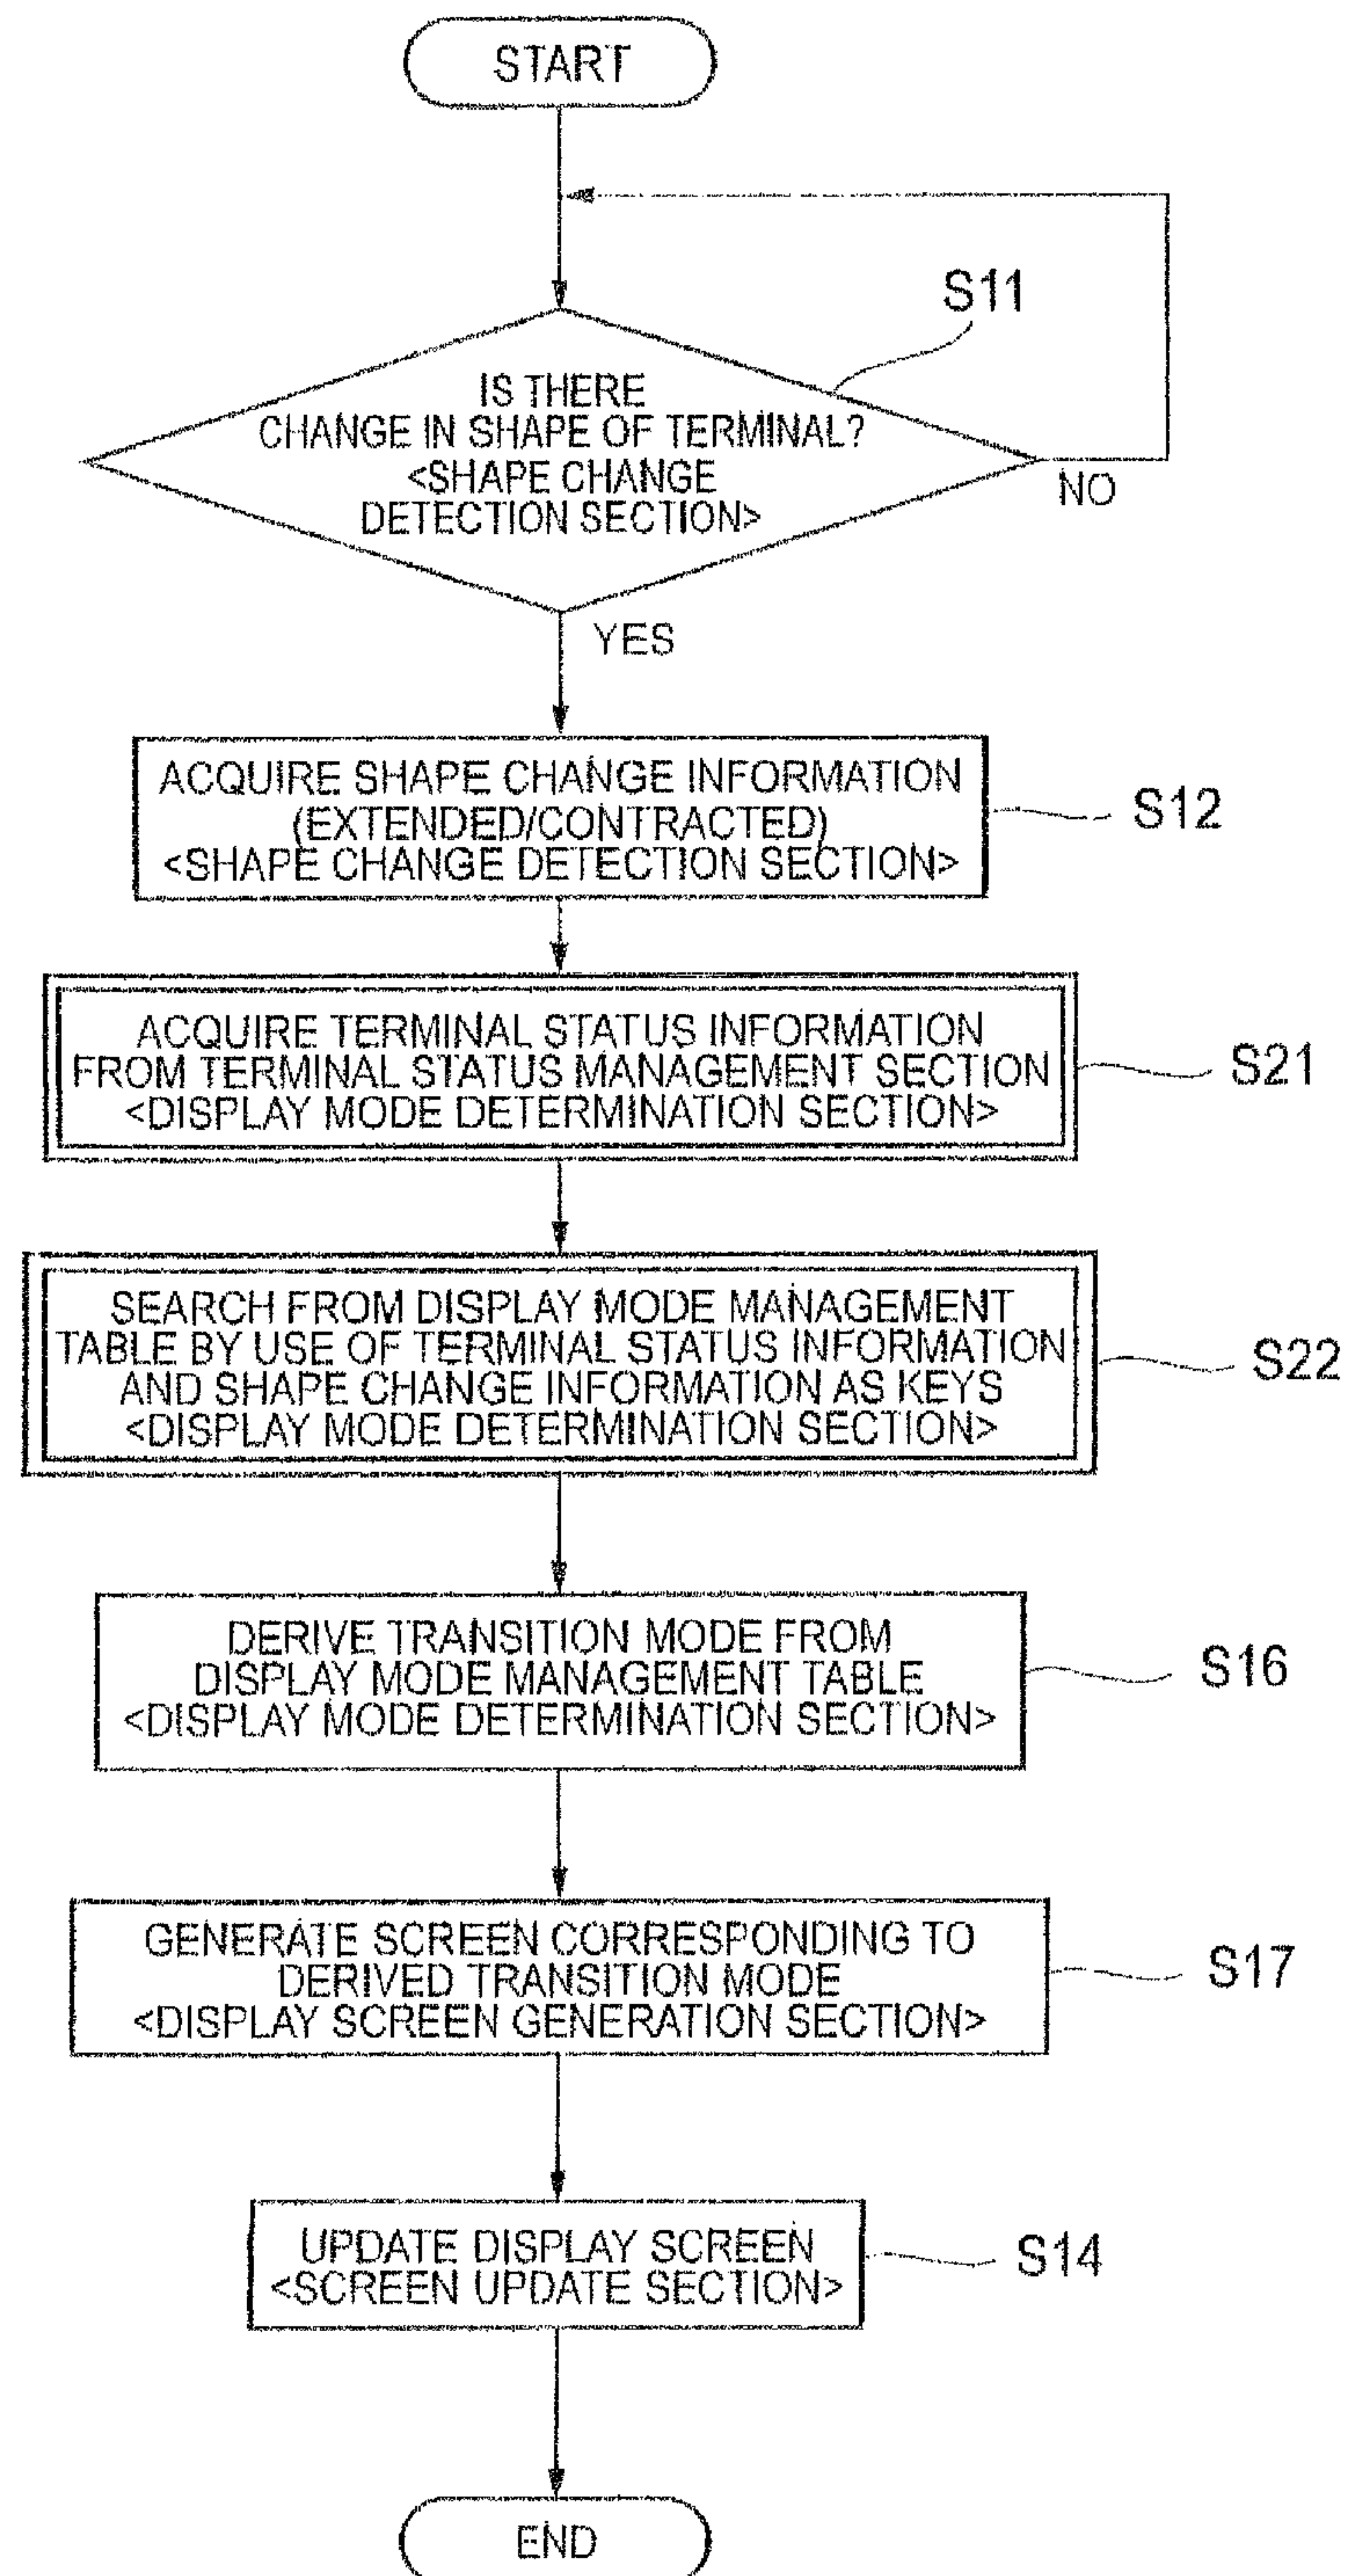 START
S11
IS THERE
CHANGE IN SHAPE OF TERMINAL?
<SHAPE CHANGE
DETECTION SECTION>
NO
YES
ACQUIRE SHAPE CHANGE INFORMATION
(EXTENDED/CONTRACTED)
<SHAPE CHANGE DETECTION SECTION>
S12
ACQUIRE TERMINAL STATUS INFORMATION
FROM TERMINAL STATUS MANAGEMENT SECTION
<DISPLAY MODE DETERMINATION SECTION>
S21
SEARCH FROM DISPLAY MODE MANAGEMENT
TABLE BY USE OF TERMINAL STATUS INFORMATION
AND SHAPE CHANGE INFORMATION AS KEYS
<DISPLAY MODE DETERMINATION SECTION>
S22
DERIVE TRANSITION MODE FROM
DISPLAY MODE MANAGEMENT TABLE
<DISPLAY MODE DETERMINATION SECTION>
S16
GENERATE SCREEN CORRESPONDING TO
DERIVED TRANSITION MODE
<DISPLAY SCREEN GENERATION SECTION>
S17
UPDATE DISPLAY SCREEN
<SCREEN UPDATE SECTION>
S14
END